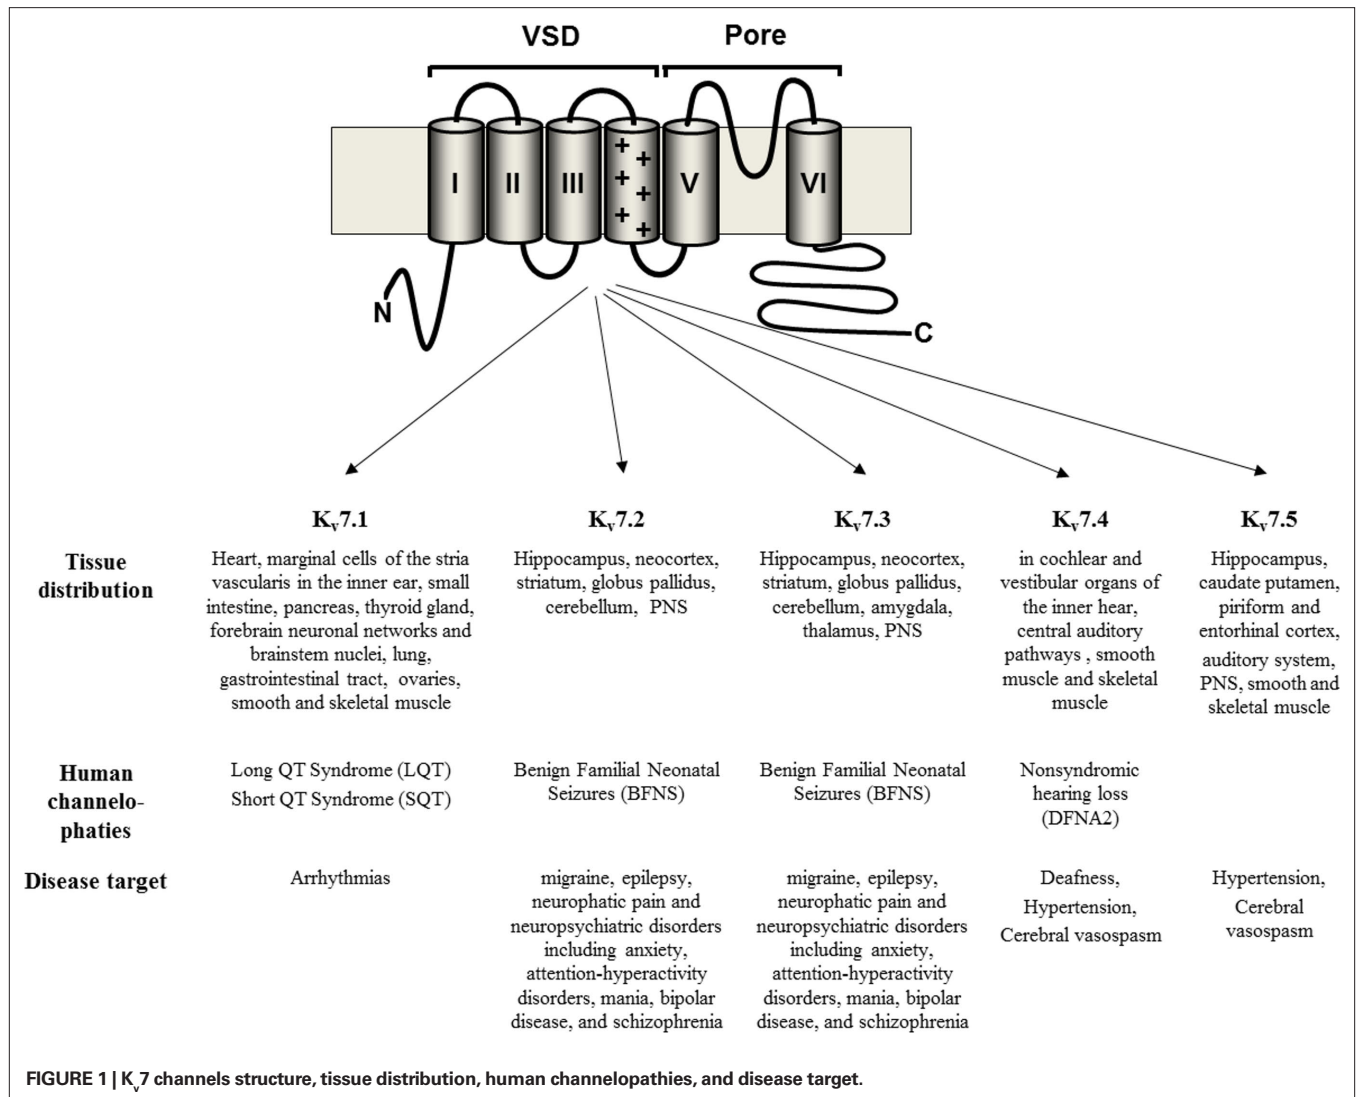 VSD
Pore
I
II
III
V
VI
+
+
+
+
+
+
N
C
Kv7.1
Kv7.2
Kv7.3
Kv7.4
Kv7.5
Tissue
distribution
Heart, marginal cells of the stria
vascularis in the inner ear, small
intestine, pancreas, thyroid gland,
forebrain neuronal networks and
brainstem nuclei, lung,
gastrointestinal tract, ovaries,
smooth and skeletal muscle
Hippocampus, neocortex,
striatum, globus pallidus,
cerebellum, PNS
Hippocampus, neocortex,
striatum, globus pallidus,
cerebellum, amygdala,
thalamus, PNS
in cochlear and
vestibular organs of
the inner hear,
central auditory
pathways , smooth
muscle and skeletal
muscle
Hippocampus,
caudate putamen,
piriform and
entorhinal cortex,
auditory system,
PNS, smooth and
skeletal muscle
Human
channelo-
phaties
Long QT Syndrome (LQT)
Short QT Syndrome (SQT)
Benign Familial Neonatal
Seizures (BFNS)
Benign Familial Neonatal
Seizures (BFNS)
Nonsyndromic
hearing loss
(DFNA2)
Disease target
Arrhythmias
migraine, epilepsy,
neurophatic pain and
neuropsychiatric disorders
including anxiety,
attention-hyperactivity
disorders, mania, bipolar
disease, and schizophrenia
migraine, epilepsy,
neurophatic pain and
neuropsychiatric disorders
including anxiety,
attention-hyperactivity
disorders, mania, bipolar
disease, and schizophrenia
Deafness,
Hypertension,
Cerebral vasospasm
Hypertension,
Cerebral
vasospasm
FIGURE 1 | Kv7 channels structure, tissue distribution, human channelopathies, and disease target.